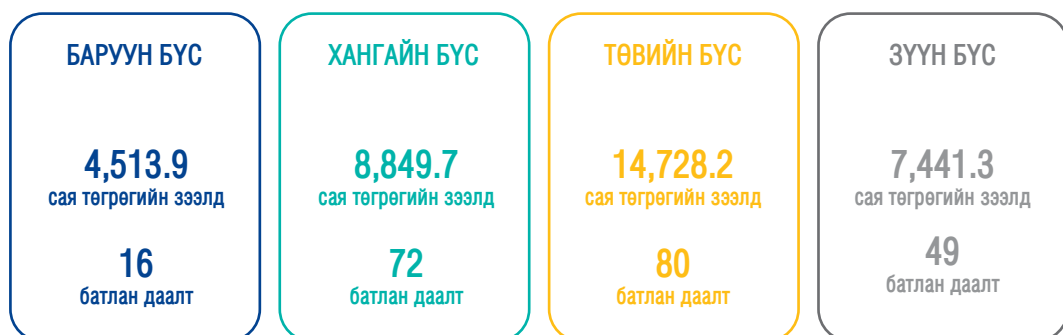 БАРУУН БҮС
4,513.9
сая төгрөгийн зээлд
16
батлан даалт
ХАНГАЙН БҮС
8,849.7
сая төгрөгийн зээлд
72
батлан даалт
ТӨВИЙН БҮС
14,728.2
сая төгрөгийн зээлд
80
батлан даалт
ЗҮҮН БҮС
7,441.3
сая төгрөгийн зээлд
49
батлан даалт